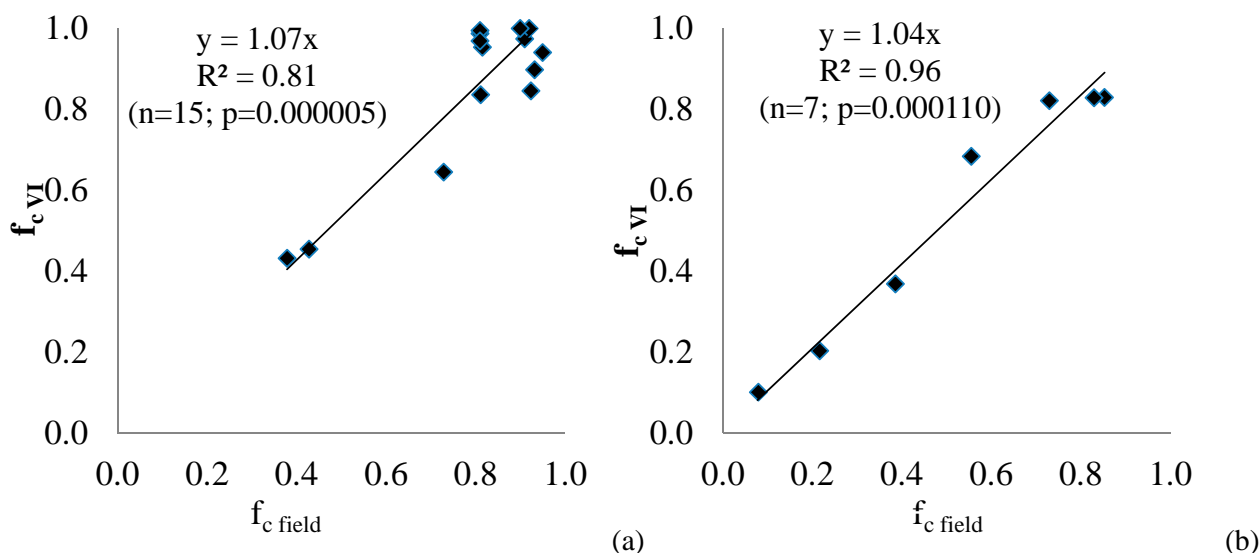 y = 1.07x
R² = 0.81
(n=15; p=0.000005)
1.0
0.8
0.6
0.4
0.2
0.0
f_c VI
0.0 0.2 0.4 0.6 0.8 1.0
f_c field
(a)
y = 1.04x
R² = 0.96
(n=7; p=0.000110)
1.0
0.8
0.6
0.4
0.2
0.0
f_c VI
0.0 0.2 0.4 0.6 0.8 1.0
f_c field
(b)